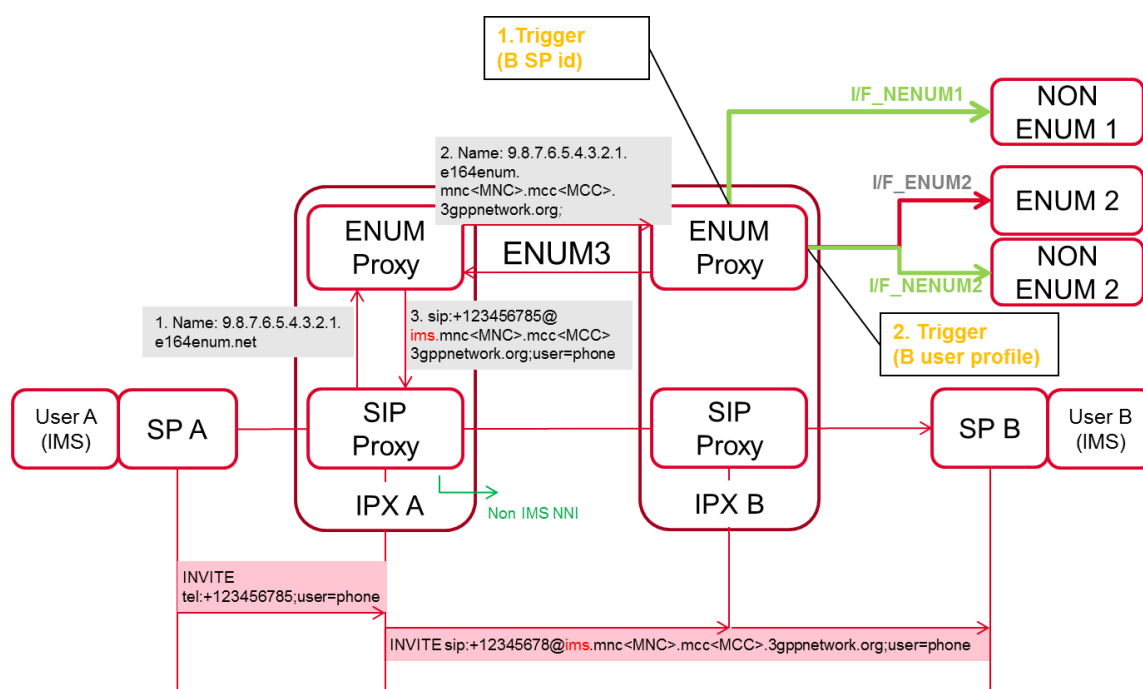 1.Trigger
(B SP id)
I/F_NENUM1
NON
ENUM 1
2. Name: 9.8.7.6.5.4.3.2.1.
e164enum.
mnc<MNC>.mcc<MCC>.
3gppnetwork.org;
I/F_ENUM2
ENUM 2
ENUM
Proxy
ENUM3
ENUM
Proxy
I/F_NENUM2
NON
ENUM 2
1. Name: 9.8.7.6.5.4.3.2.1.
e164enum.net
3. sip:+123456785@
ims.mnc<MNC>.mcc<MCC>
3gppnetwork.org;user=phone
2. Trigger
(B user profile)
User A
(IMS)
SP A
SIP
Proxy
SIP
Proxy
SP B
User B
(IMS)
IPX A
Non IMS NNI
IPX B
INVITE
tel:+123456785;user=phone
INVITE sip:+12345678@ims.mnc<MNC>.mcc<MCC>.3gppnetwork.org;user=phone